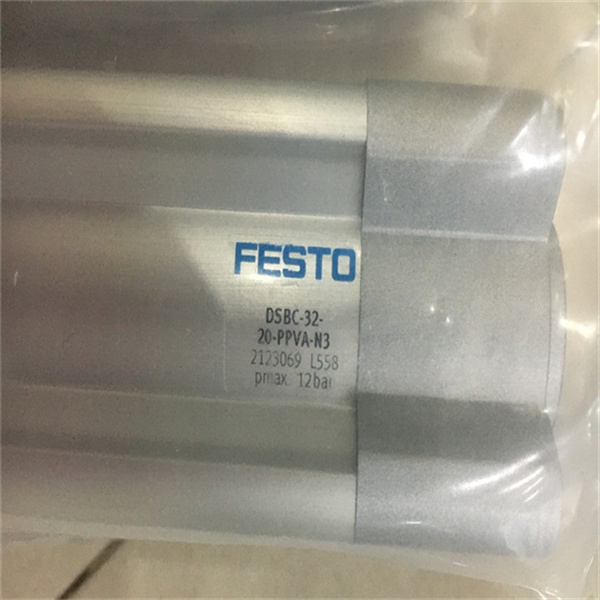 FESTO
DSBC-32-
20-PPVA-N3
2123069 L558
pmax. 12bar